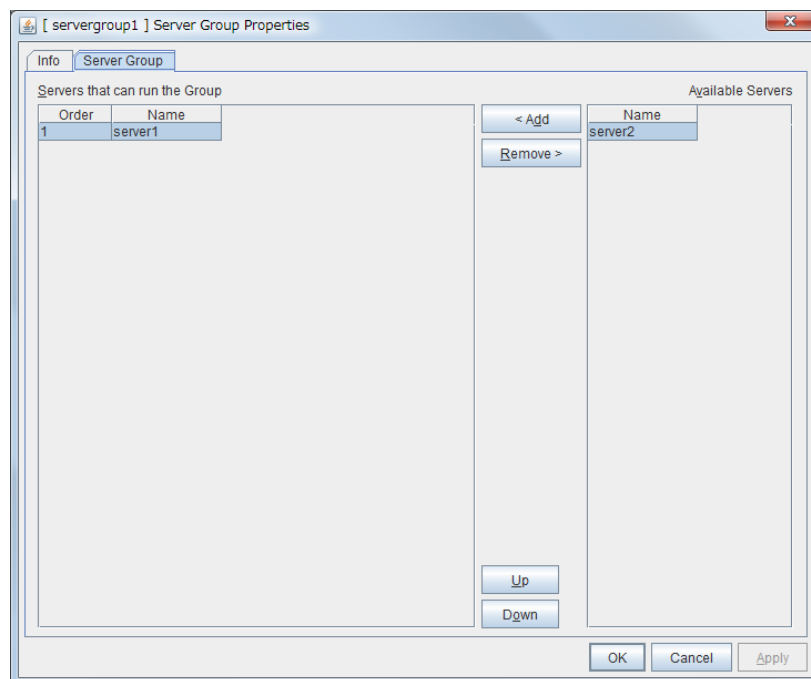 [ servergroup1 ] Server Group Properties
Info Server Group
Servers that can run the Group
Available Servers
Order Name
1 server1
< Add
Remove >
Name
server2
Up
Down
OK Cancel Apply